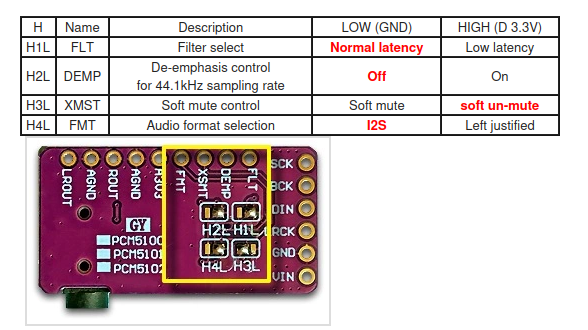 H Name Description LOW (GND) HIGH (D 3.3V)
H1L FLT Filter select Normal latency Low latency
H2L DEMP De-emphasis control
for 44.1kHz sampling rate Off On
H3L XMST Soft mute control Soft mute soft un-mute
H4L FMT Audio format selection I2S Left justified
LROUT AGND ROUT AGND FMT XSMT DEMP FLT
SCK
BCK
DIN
GND
VIN
H2L H1L
H4L H3L
GY
PCM5100
PCM5101
PCM5102